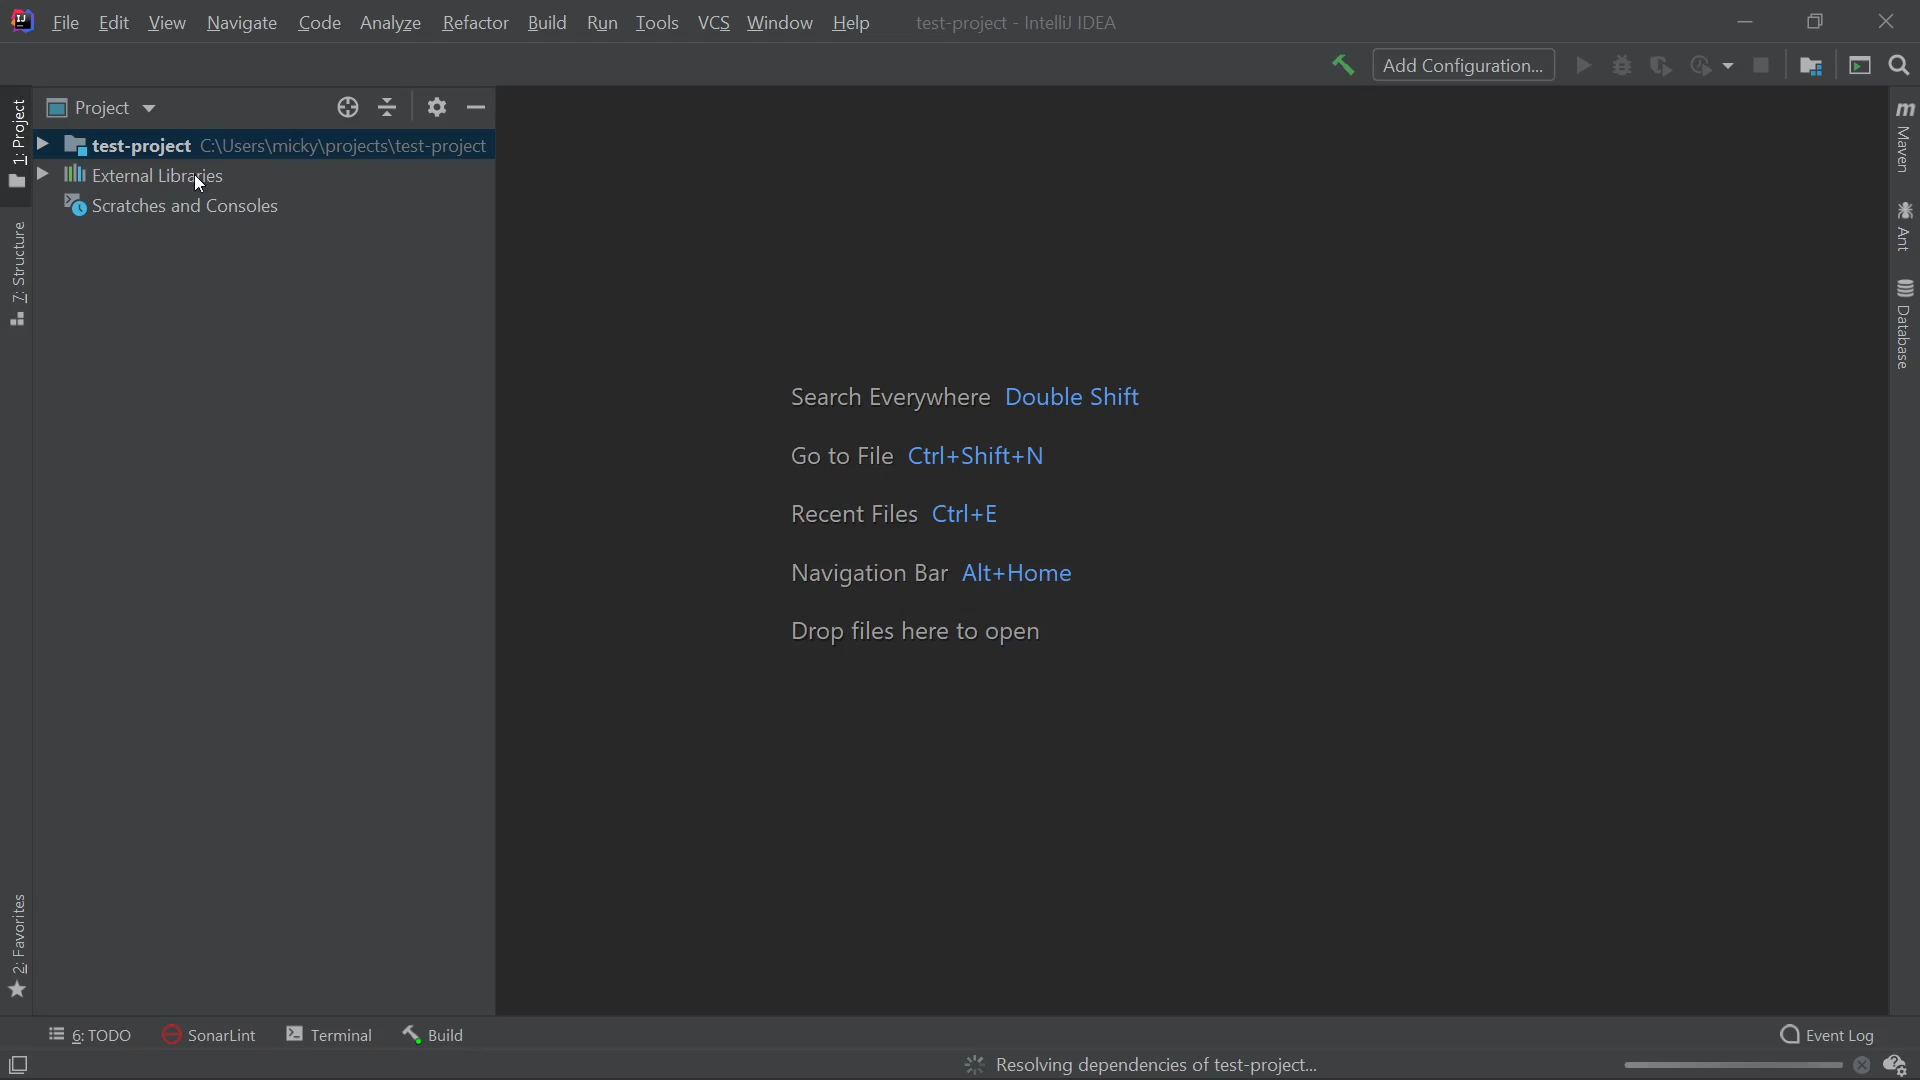 File Edit View Navigate Code Analyze Refactor Build Run Tools VCS Window Help test-project - IntelliJ IDEA
Add Configuration...
Project
test-project C:\Users\micky\projects\test-project
External Libraries
Scratches and Consoles
1: Project
7: Structure
2: Favorites
Search Everywhere Double Shift
Go to File Ctrl+Shift+N
Recent Files Ctrl+E
Navigation Bar Alt+Home
Drop files here to open
m Maven
Ant
Database
6: TODO SonarLint Terminal Build Event Log
Resolving dependencies of test-project...